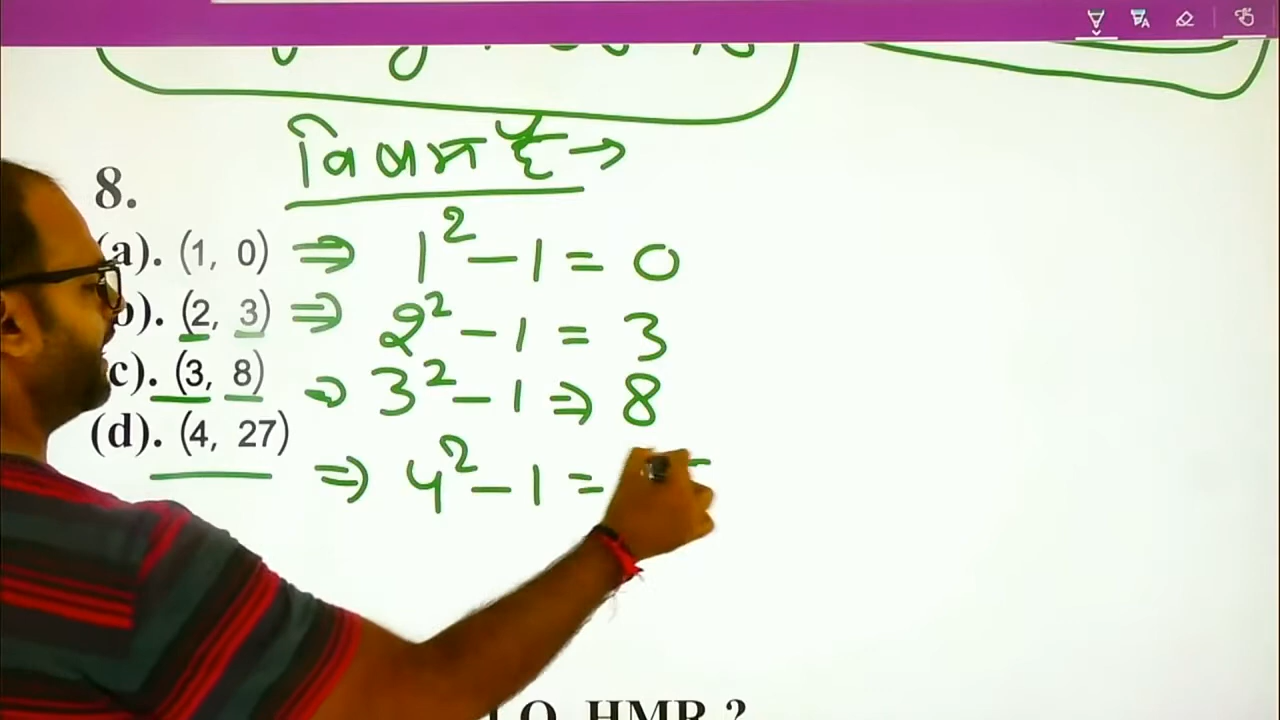 विषम है →
8.
(a). (1, 0) ⇒ 1² - 1 = 0
(2, 3) ⇒ 2² - 1 = 3
c). (3, 8) ⇒ 3² - 1 ⇒ 8
(d). (4, 27) ⇒ 4² - 1 =
HMR ?